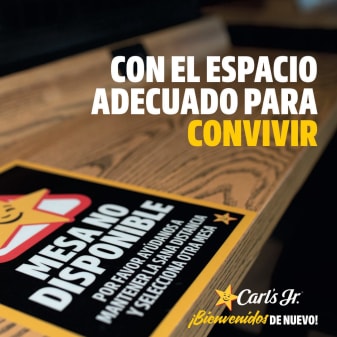 CON EL ESPACIO
ADECUADO PARA
CONVIVIR
MESA NO
DISPONIBLE
POR FAVOR AYÚDANOS A
MANTENER LA SANA DISTANCIA
Y SELECCIONA OTRA MESA
Carl's Jr.
¡Bienvenidos DE NUEVO!